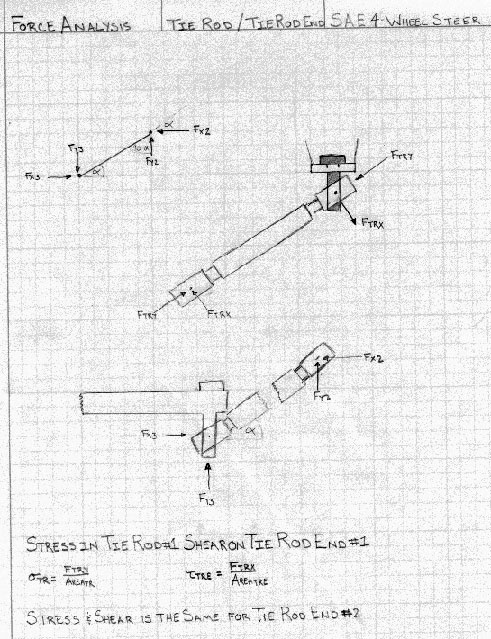 FORCE ANALYSIS TIE ROD / TIE ROD END SAE 4-WHEEL STEER
α FX2
FY3 90-α
FY2
FX3 α
FTRY
FTRX
FTRY FTRX
FX2
FY2
FX3 α
FY3
STRESS IN TIE ROD #1 SHEAR ON TIE ROD END #1
σTR = FTRY / AREATR τTRE = FTRX / AREATRE
STRESS & SHEAR IS THE SAME FOR TIE ROD END #2